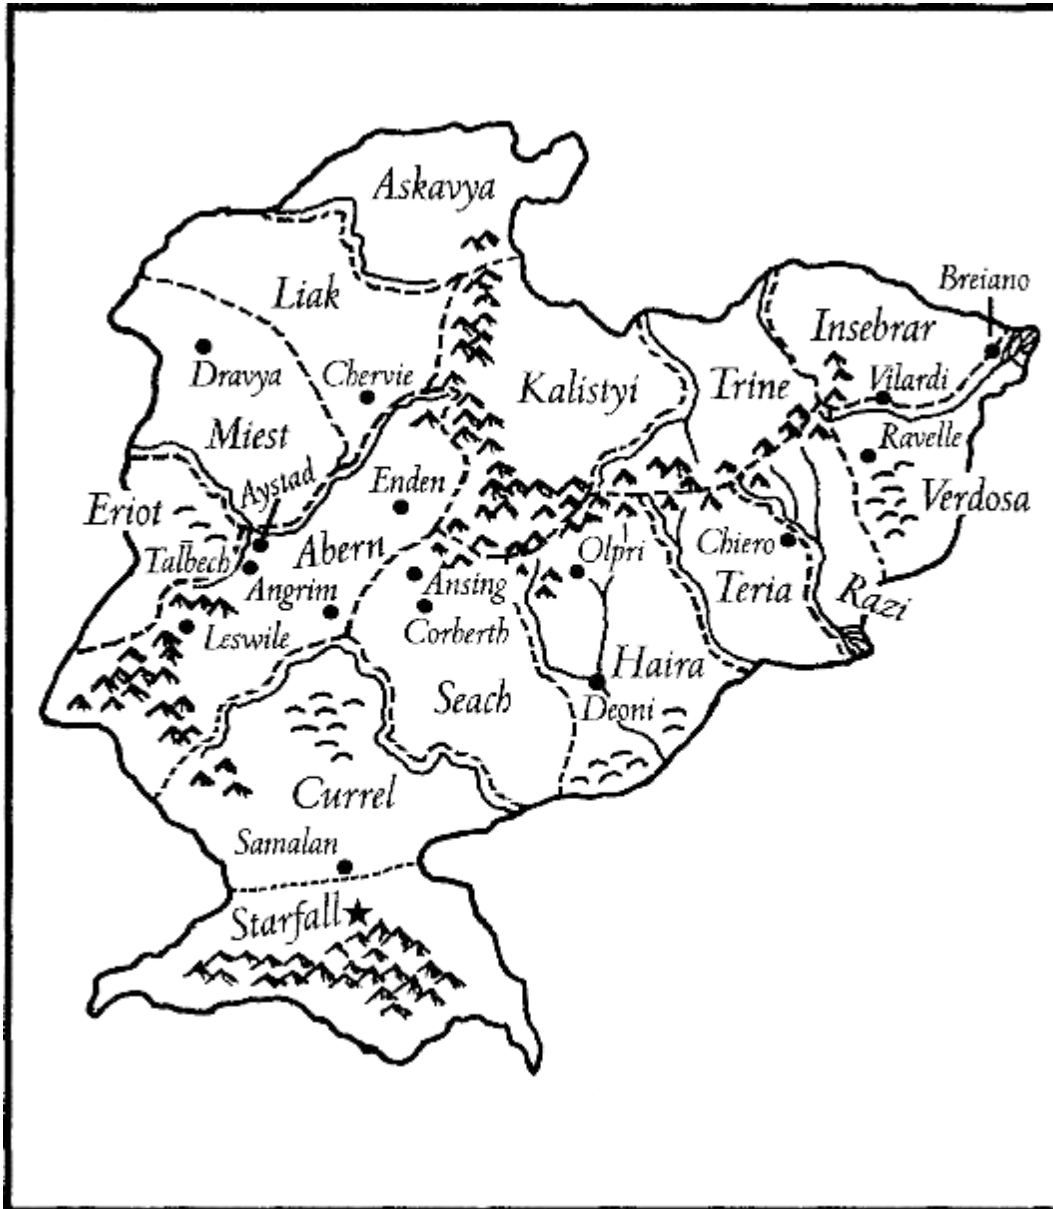 Askavya
Breiano
Liak
Insebrar
Dravya
Chervie
Kalistyi
Trine
Vilardi
Miest
Ravelle
Aystad
Enden
Eriot
Verdosa
Talbech
Abern
Olpri
Chiero
Angrim
Ansing
Teria
Razi
Leswile
Corberth
Haira
Seach
Deoni
Currel
Samalan
Starfall